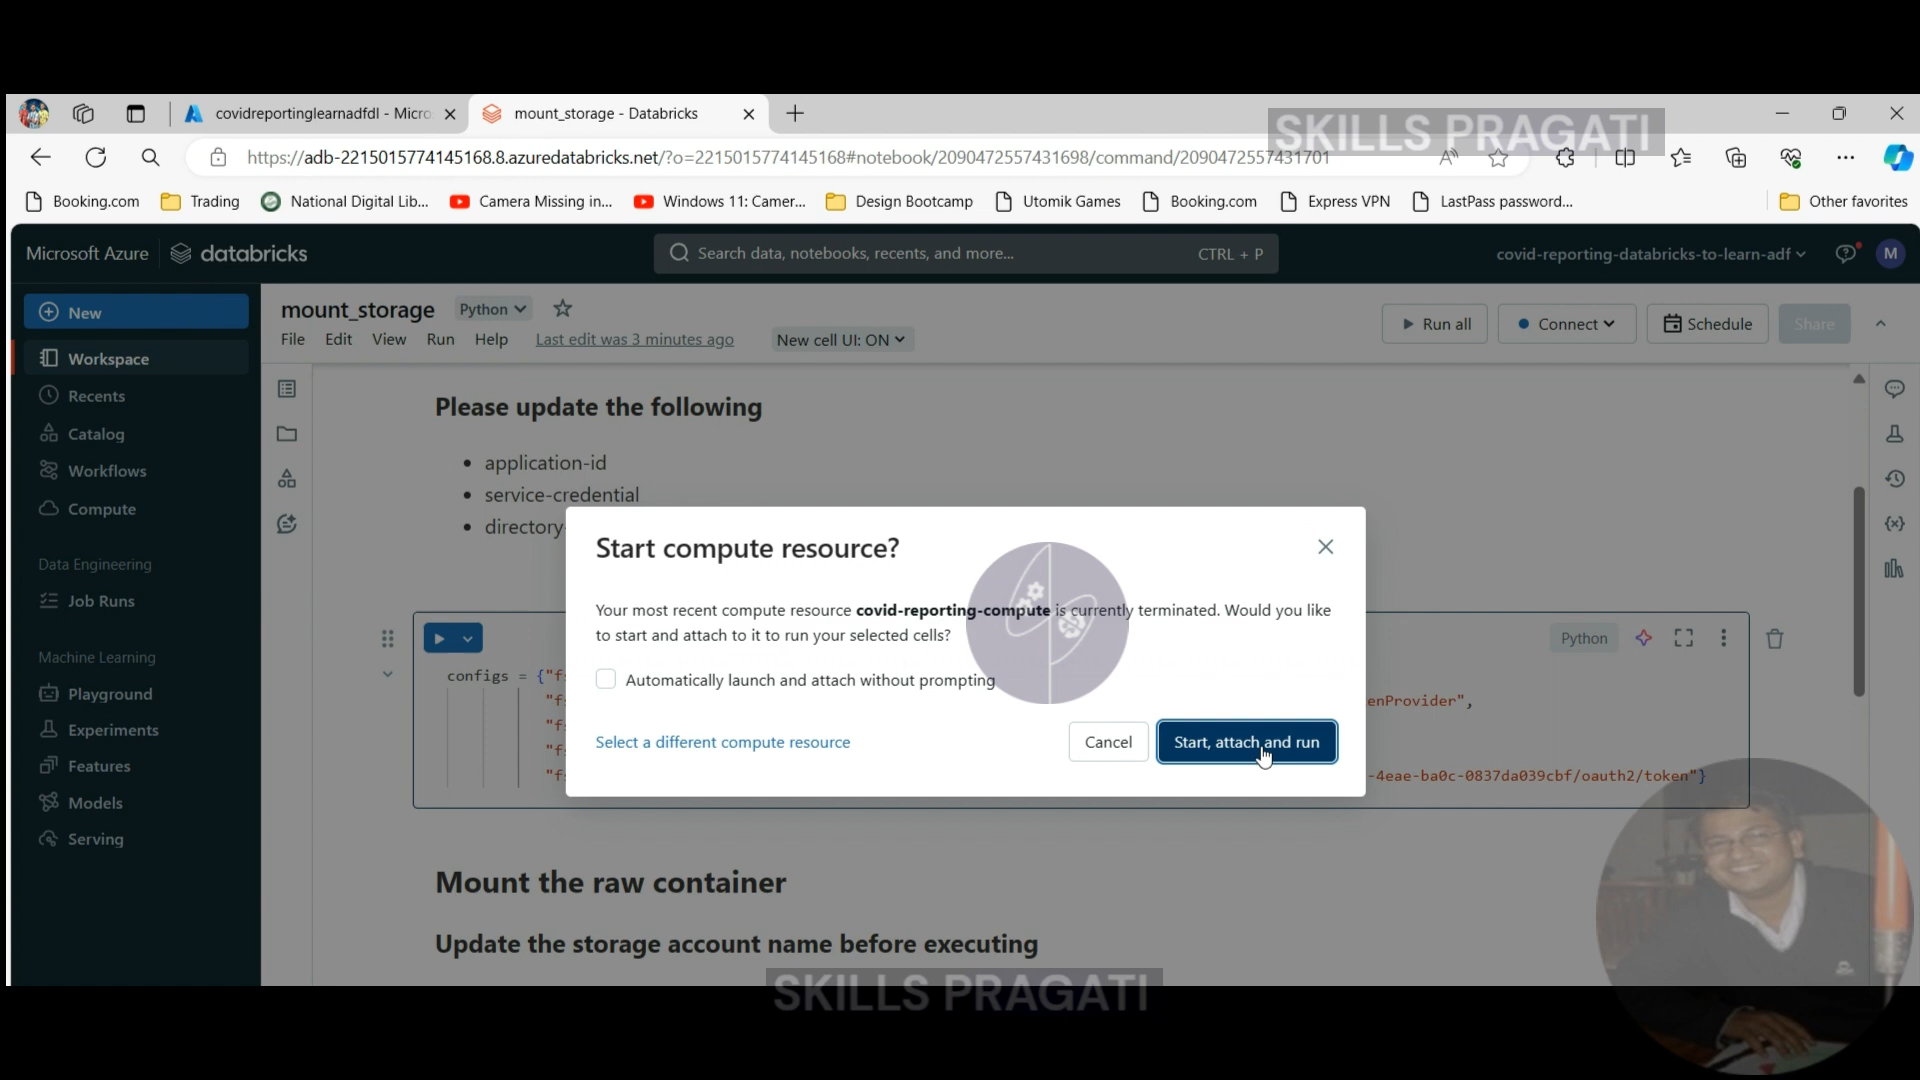 covidreportinglearnadfdl - Micro
mount_storage - Databricks
SKILLS PRAGATI
https://adb-2215015774145168.8.azuredatabricks.net/?o=2215015774145168#notebook/2090472557431698/command/2090472557431701
Booking.com
Trading
National Digital Lib...
Camera Missing in...
Windows 11: Camer...
Design Bootcamp
Utomik Games
Booking.com
Express VPN
LastPass password...
Other favorites
Microsoft Azure
databricks
Search data, notebooks, recents, and more...
CTRL + P
covid-reporting-databricks-to-learn-adf
M
New
Workspace
Recents
Catalog
Workflows
Compute
Data Engineering
Job Runs
Machine Learning
Playground
Experiments
Features
Models
Serving
mount_storage
Python
File
Edit
View
Run
Help
Last edit was 3 minutes ago
New cell UI: ON
Run all
Connect
Schedule
Share
Please update the following
application-id
service-credential
directory-
Start compute resource?
Your most recent compute resource covid-reporting-compute is currently terminated. Would you like
to start and attach to it to run your selected cells?
Automatically launch and attach without prompting
Select a different compute resource
Cancel
Start, attach and run
Python
configs = {"f
"f
enProvider",
"f
"f
"f
-4eae-ba0c-0837da039cbf/oauth2/token"}
Mount the raw container
Update the storage account name before executing
SKILLS PRAGATI